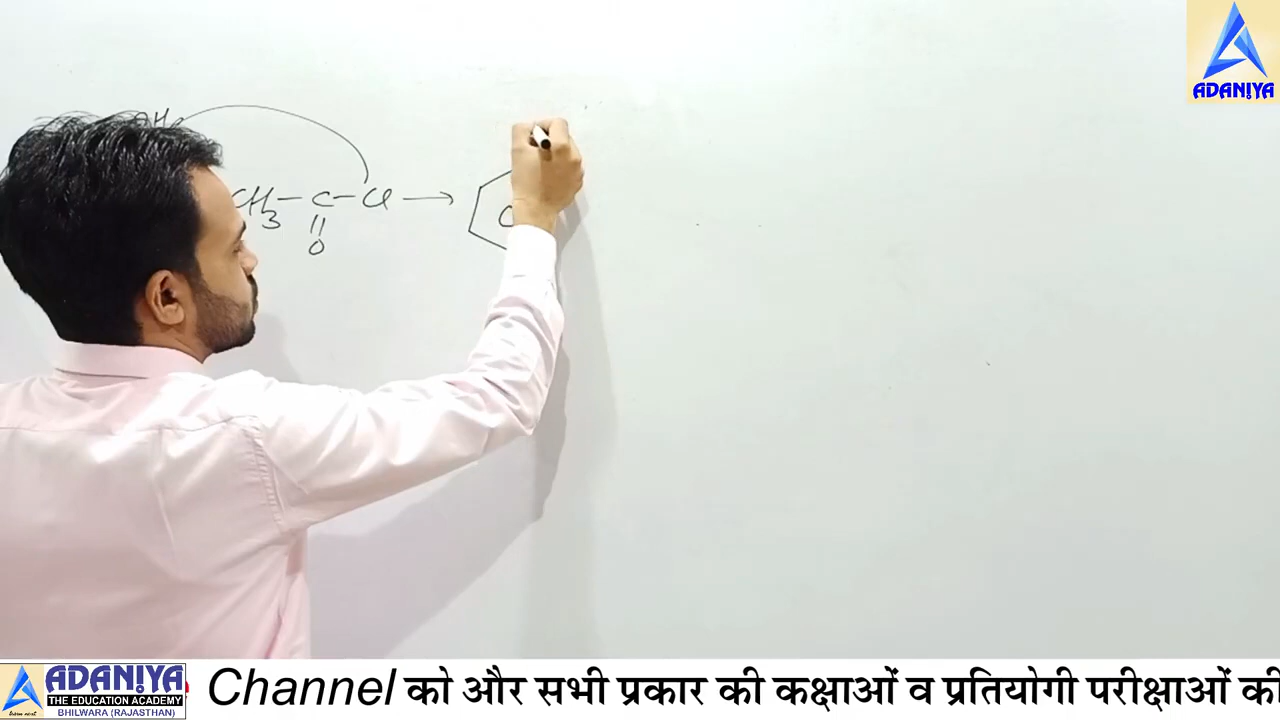 ADANIYA
CH3 – C – Cl →
||
O
ADANIYA
THE EDUCATION ACADEMY
BHILWARA (RAJASTHAN)
Channel को और सभी प्रकार की कक्षाओं व प्रतियोगी परीक्षाओं की